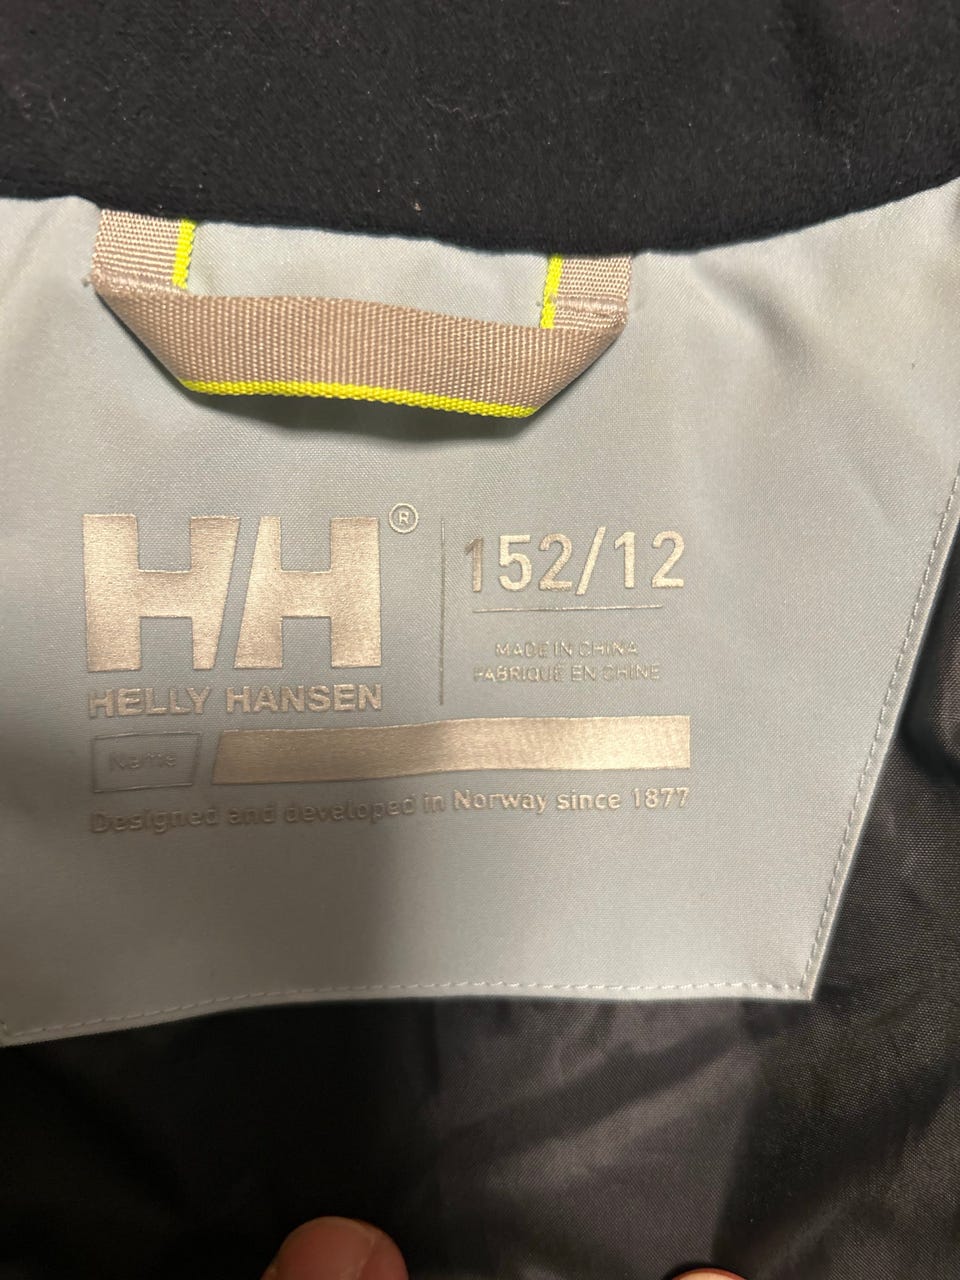 HH®
HELLY HANSEN
152/12
MADE IN CHINA
FABRIQUÉ EN CHINE
Name
Designed and developed in Norway since 1877